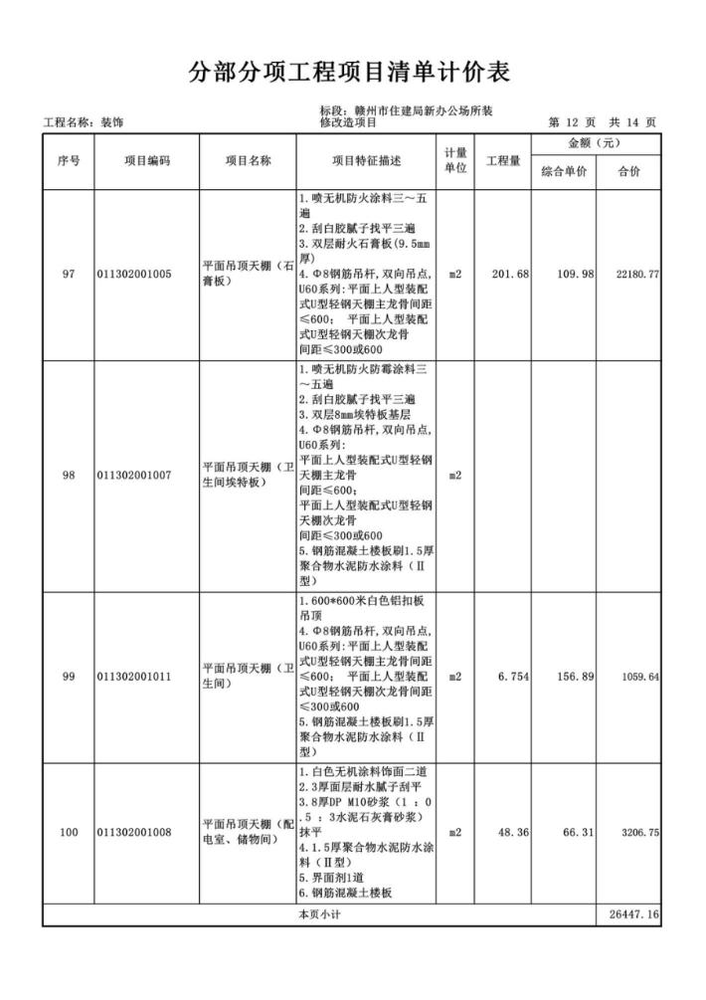 分部分项工程项目清单计价表
工程名称：装饰
标段：赣州市住建局新办公场所装
修改造项目
第 12 页 共 14 页
序号
项目编码
项目名称
项目特征描述
计量
单位
工程量
金额（元）
综合单价
合价
97
011302001005
平面吊顶天棚（石
膏板）
1.喷无机防火涂料三～五
遍
2.刮白胶腻子找平三遍
3.双层耐火石膏板(9.5mm
厚)
4.Φ8钢筋吊杆,双向吊点,
U60系列:平面上人型装配
式U型轻钢天棚主龙骨间距
≤600； 平面上人型装配
式U型轻钢天棚次龙骨
间距≤300或600
m2
201.68
109.98
22180.77
98
011302001007
平面吊顶天棚（卫
生间埃特板）
1.喷无机防火防霉涂料三
～五遍
2.刮白胶腻子找平三遍
3.双层8mm埃特板基层
4.Φ8钢筋吊杆,双向吊点,
U60系列:
平面上人型装配式U型轻钢
天棚主龙骨
间距≤600；
平面上人型装配式U型轻钢
天棚次龙骨
间距≤300或600
5.钢筋混凝土楼板刷1.5厚
聚合物水泥防水涂料（Ⅱ
型）
m2
99
011302001011
平面吊顶天棚（卫
生间）
1.600*600米白色铝扣板
吊顶
4.Φ8钢筋吊杆,双向吊点,
U60系列:平面上人型装配
式U型轻钢天棚主龙骨间距
≤600； 平面上人型装配
式U型轻钢天棚次龙骨间距
≤300或600
5.钢筋混凝土楼板刷1.5厚
聚合物水泥防水涂料（Ⅱ
型）
m2
6.754
156.89
1059.64
100
011302001008
平面吊顶天棚（配
电室、储物间）
1.白色无机涂料饰面二道
2.3厚面层耐水腻子刮平
3.8厚DP M10砂浆（1 ：0
.5 ：3水泥石灰膏砂浆）
抹平
4.1.5厚聚合物水泥防水涂
料（Ⅱ型）
5.界面剂1道
6.钢筋混凝土楼板
m2
48.36
66.31
3206.75
本页小计
26447.16